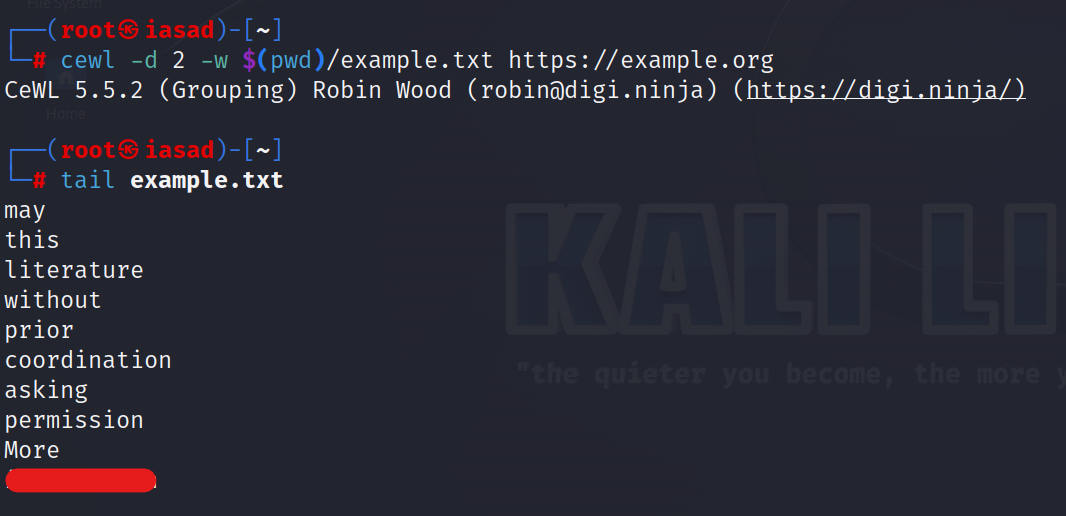 File System
┌──(root㉿iasad)-[~]
└─# cewl -d 2 -w $(pwd)/example.txt https://example.org
CeWL 5.5.2 (Grouping) Robin Wood (robin@digi.ninja) (https://digi.ninja/)
Home
┌──(root㉿iasad)-[~]
└─# tail example.txt
may
this
literature
without
prior
coordination
asking
permission
More
KALI LI
"the quieter you become, the more y